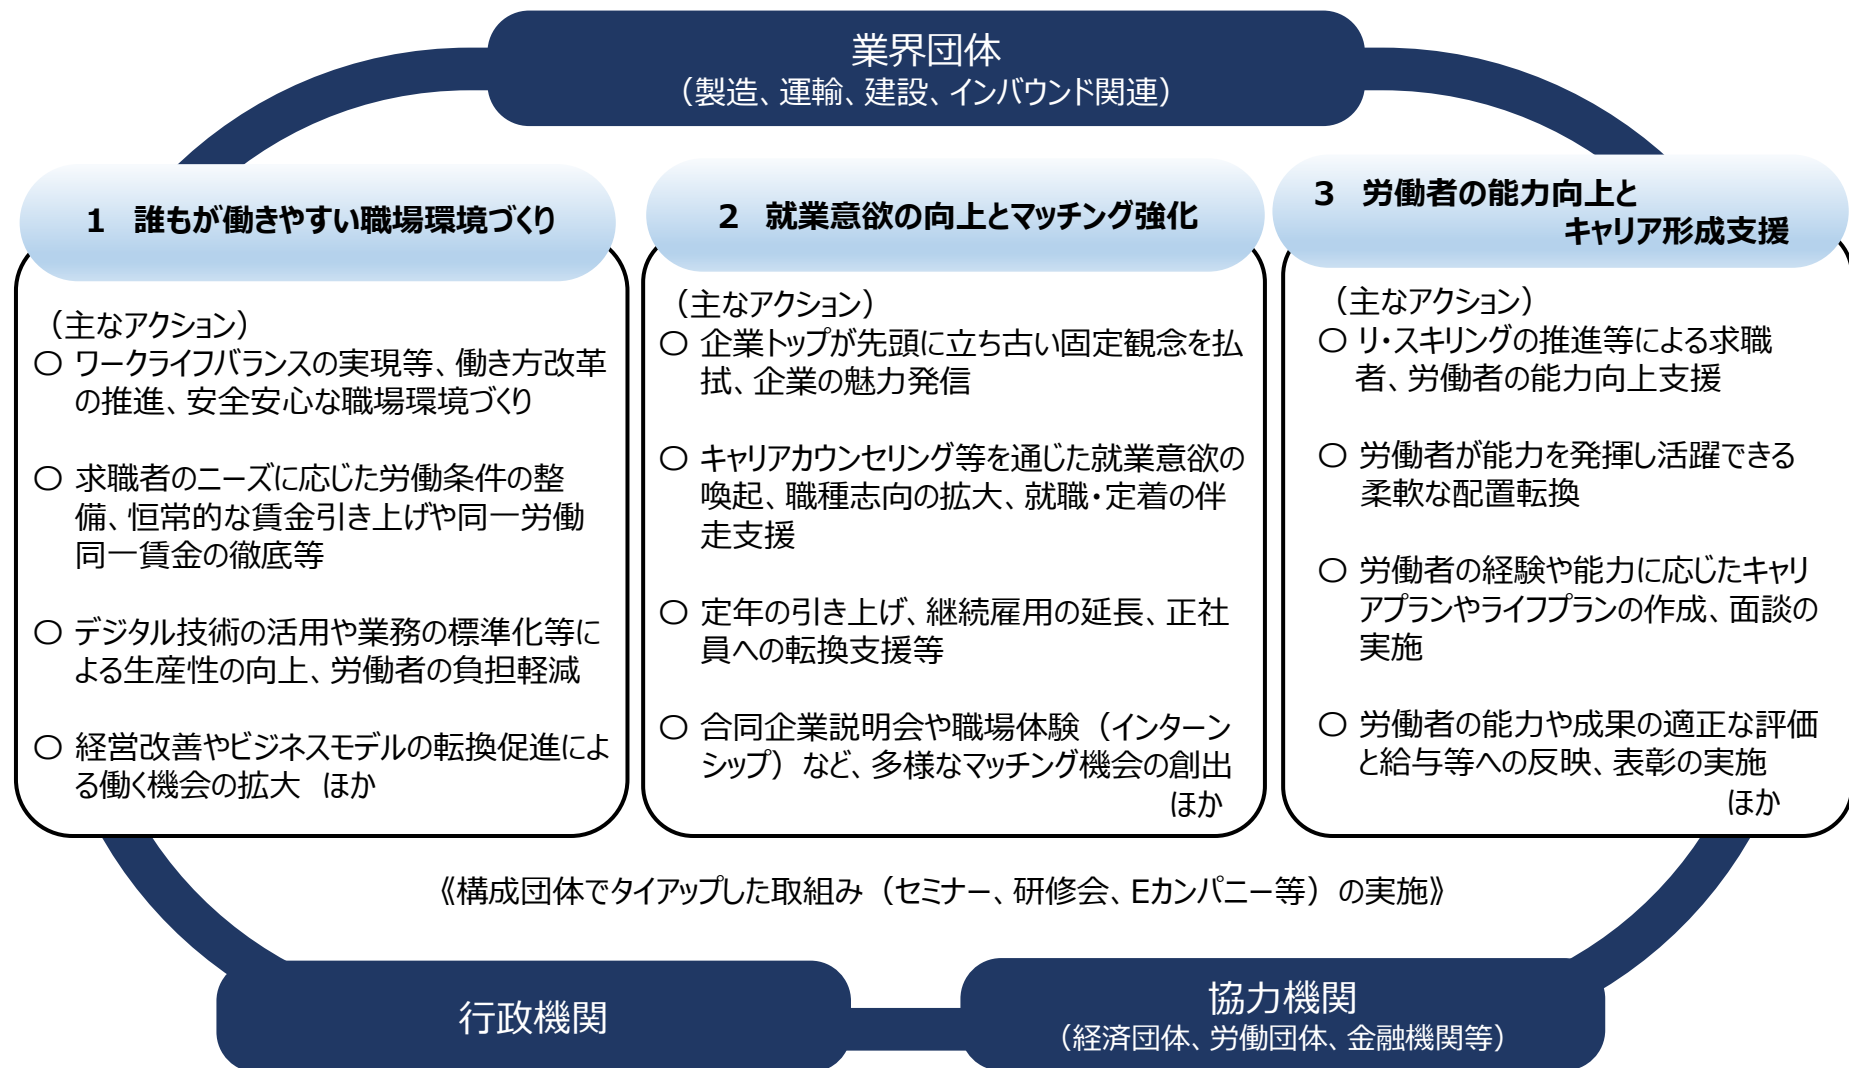 業界団体
（製造、運輸、建設、インバウンド関連）
1 誰もが働きやすい職場環境づくり
（主なアクション）
〇 ワークライフバランスの実現等、働き方改革
の推進、安全安心な職場環境づくり
〇 求職者のニーズに応じた労働条件の整
備、恒常的な賃金引き上げや同一労働
同一賃金の徹底等
〇 デジタル技術の活用や業務の標準化等に
よる生産性の向上、労働者の負担軽減
〇 経営改善やビジネスモデルの転換促進によ
る働く機会の拡大 ほか
2 就業意欲の向上とマッチング強化
（主なアクション）
〇 企業トップが先頭に立ち古い固定観念を払
拭、企業の魅力発信
〇 キャリアカウンセリング等を通じた就業意欲の
喚起、職種志向の拡大、就職・定着の伴
走支援
〇 定年の引き上げ、継続雇用の延長、正社
員への転換支援等
〇 合同企業説明会や職場体験（インターン
シップ）など、多様なマッチング機会の創出
ほか
3 労働者の能力向上と
キャリア形成支援
（主なアクション）
〇 リ・スキリングの推進等による求職
者、労働者の能力向上支援
〇 労働者が能力を発揮し活躍できる
柔軟な配置転換
〇 労働者の経験や能力に応じたキャリ
アプランやライフプランの作成、面談の
実施
〇 労働者の能力や成果の適正な評価
と給与等への反映、表彰の実施
ほか
《構成団体でタイアップした取組み（セミナー、研修会、Eカンパニー等）の実施》
行政機関
協力機関
（経済団体、労働団体、金融機関等）